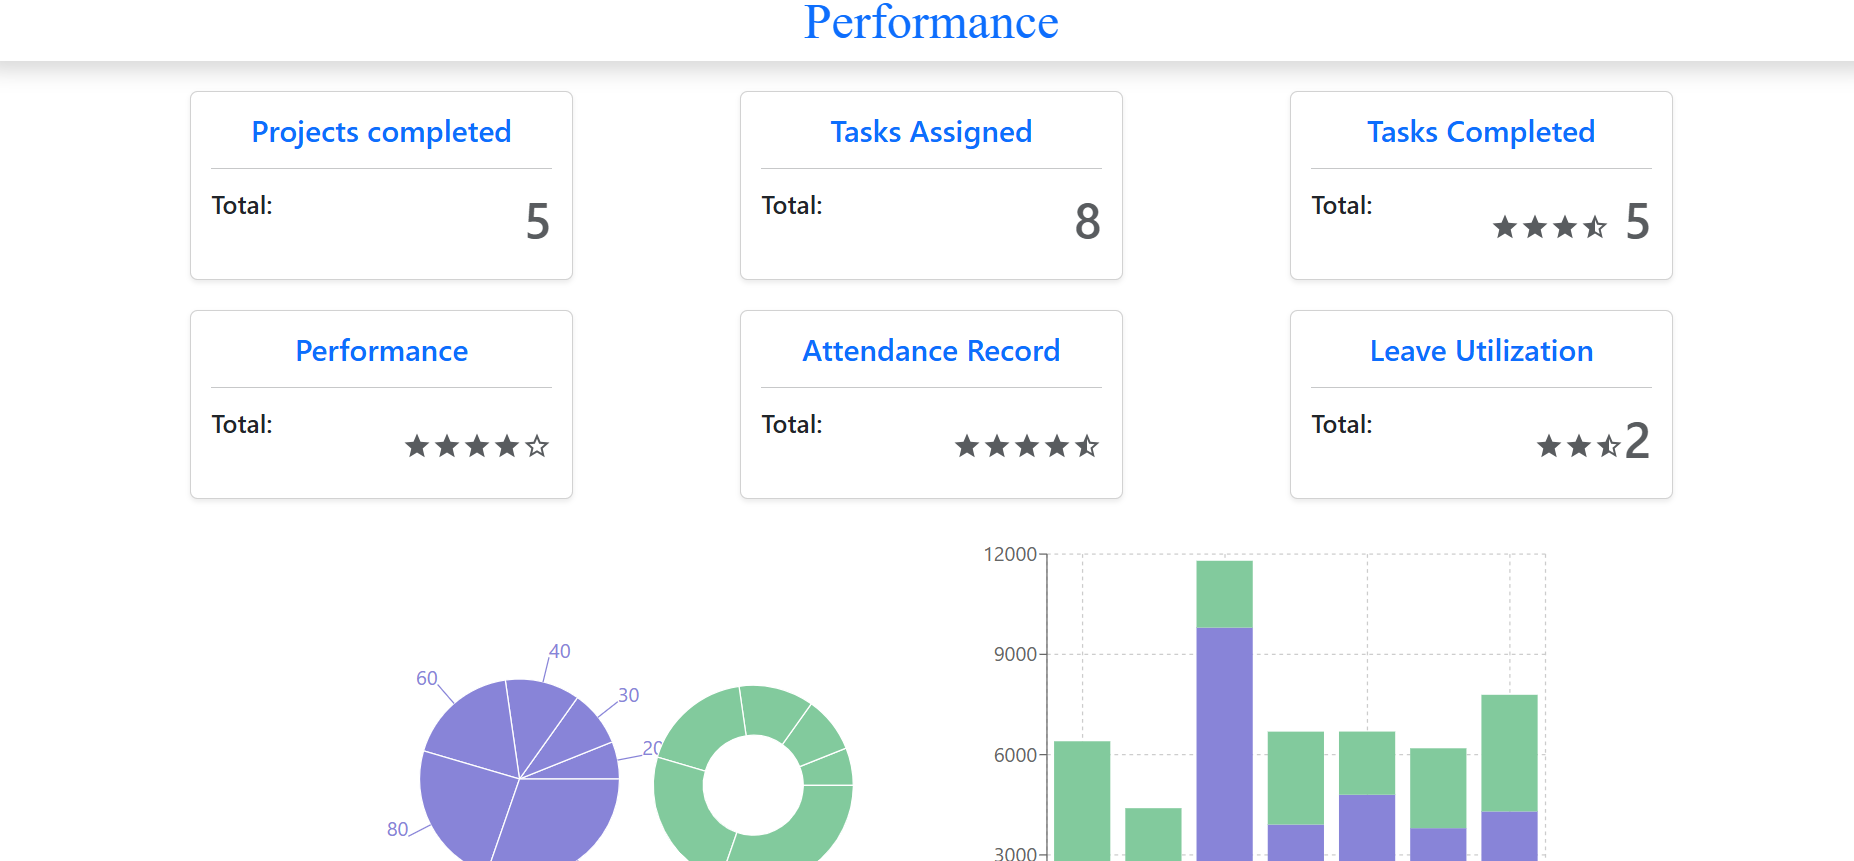 Performance
Projects completed
Total:
5
Tasks Assigned
Total:
8
Tasks Completed
Total:
5
Performance
Total:
Attendance Record
Total:
Leave Utilization
Total:
2
40
60
30
20
80
12000
9000
6000
3000